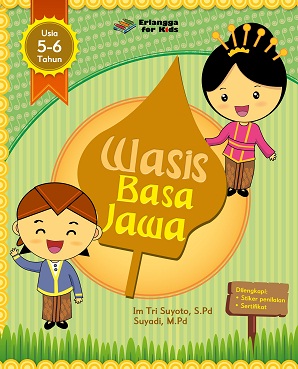 Erlangga
for Kids
Usia
5-6
Tahun
Wasis
Basa
Jawa
Im Tri Suyoto, S.Pd
Suyadi, M.Pd
Dilengkapi:
• Stiker penilaian
• Sertifikat